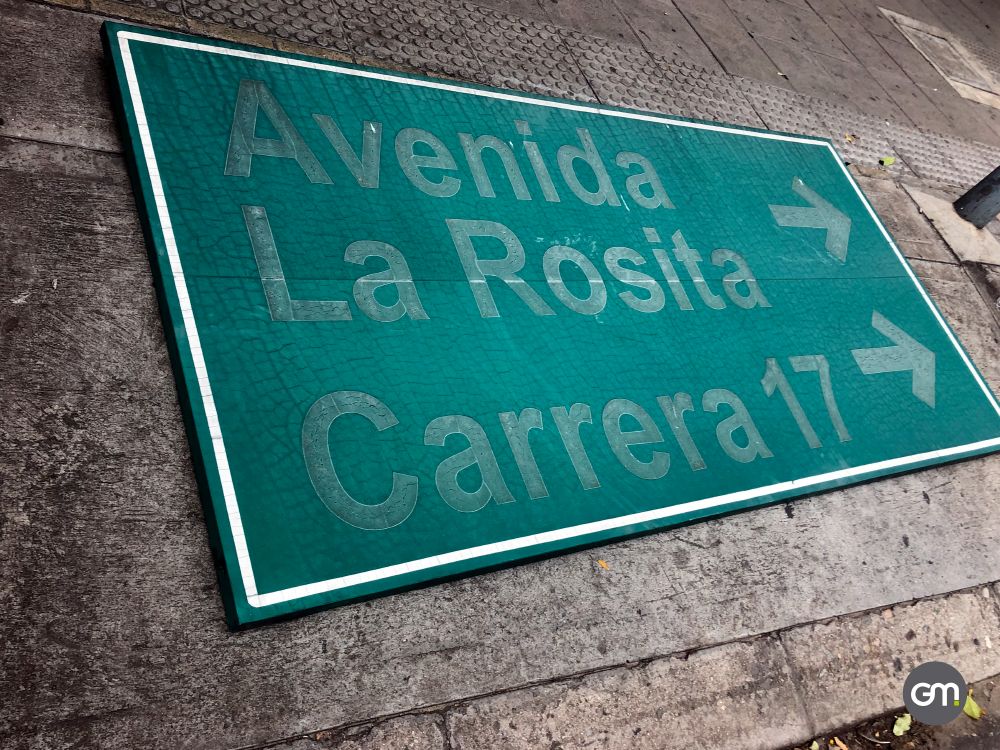 Avenida
La Rosita
Carrera 17
GM.